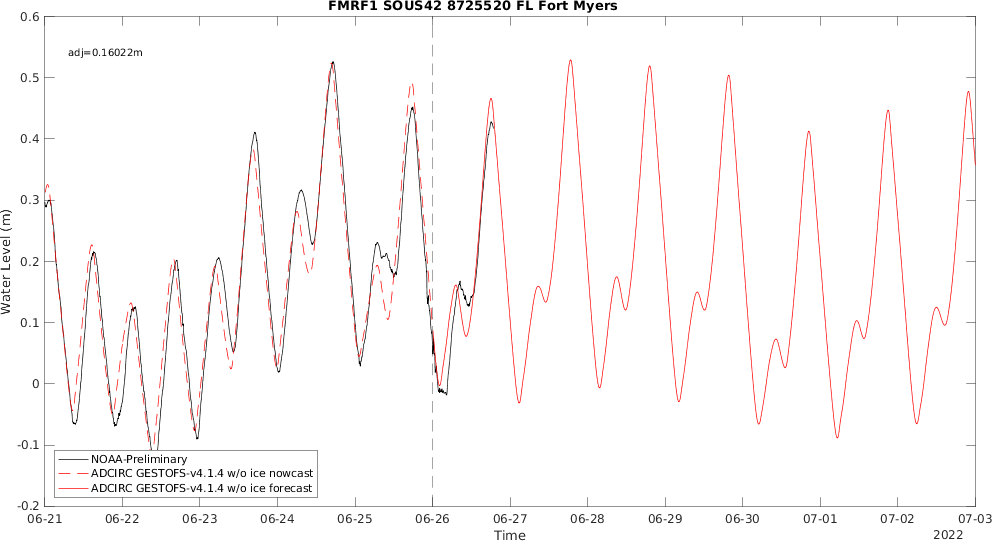 FMRF1 SOUS42 8725520 FL Fort Myers
0.6
adj=0.16022m
0.5
0.4
0.3
0.2
0.1
0
-0.1
-0.2
Water Level (m)
NOAA-Preliminary
ADCIRC GESTOFS-v4.1.4 w/o ice nowcast
ADCIRC GESTOFS-v4.1.4 w/o ice forecast
06-21 06-22 06-23 06-24 06-25 06-26 06-27 06-28 06-29 06-30 07-01 07-02 07-03
Time
2022